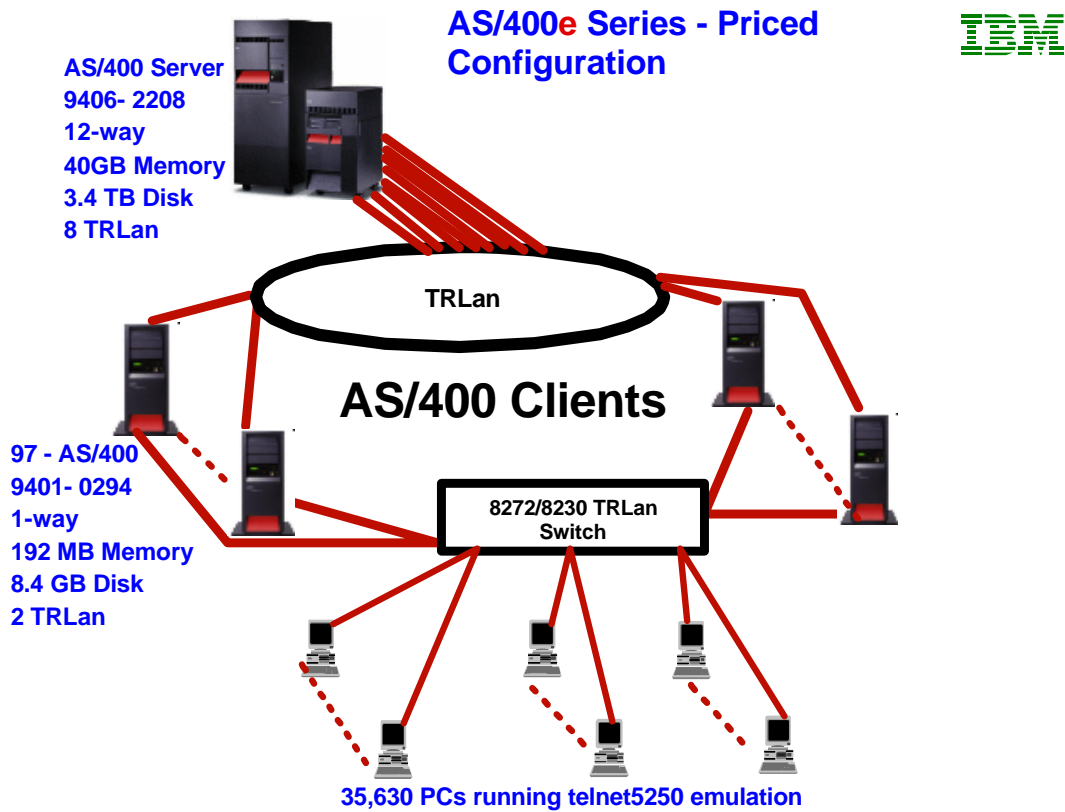 AS/400e Series - Priced
Configuration
IBM
AS/400 Server
9406- 2208
12-way
40GB Memory
3.4 TB Disk
8 TRLan
TRLan
AS/400 Clients
97 - AS/400
9401- 0294
1-way
192 MB Memory
8.4 GB Disk
2 TRLan
8272/8230 TRLan
Switch
35,630 PCs running telnet5250 emulation